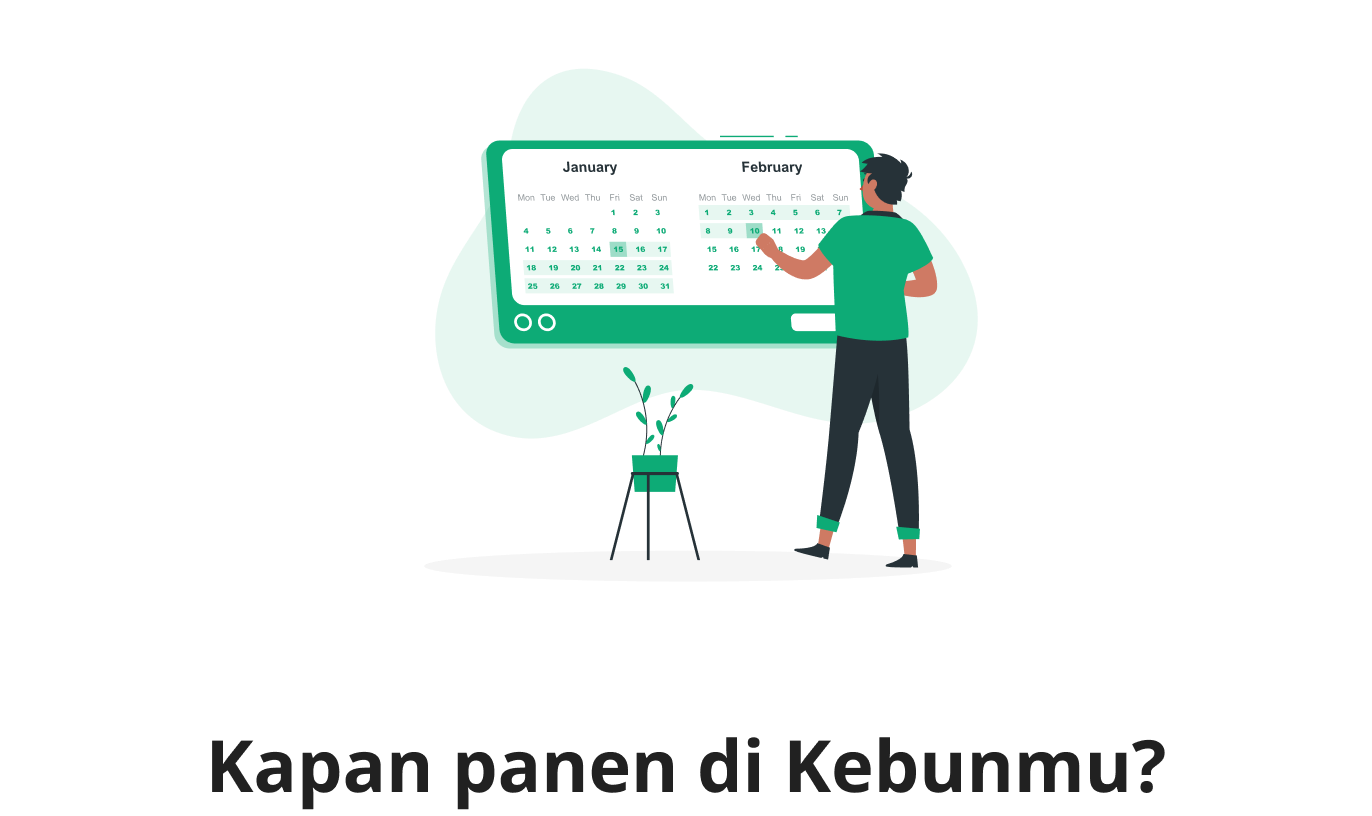 January February
Mon Tue Wed Thu Fri Sat Sun Mon Tue Wed Thu Fri Sat Sun
1 2 3 1 2 3 4 5 6 7
4 5 6 7 8 9 10 8 9 10 11 12 13
11 12 13 14 15 16 17 15 16 17 18 19
18 19 20 21 22 23 24 22 23 24
25 26 27 28 29 30 31
Kapan panen di Kebunmu?